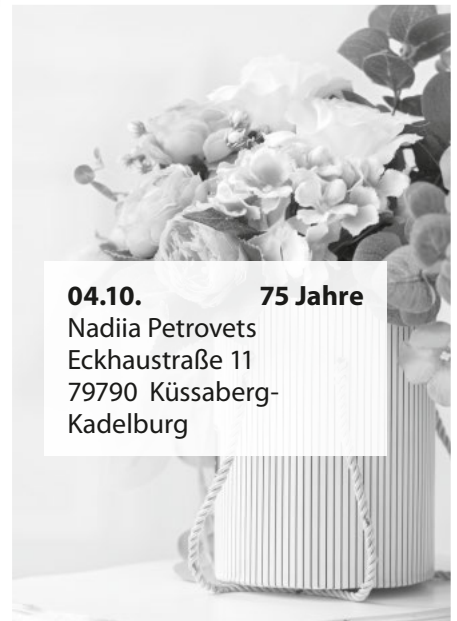 04.10. 75 Jahre
Nadiia Petrovets
Eckhaustraße 11
79790 Küssaberg-
Kadelburg